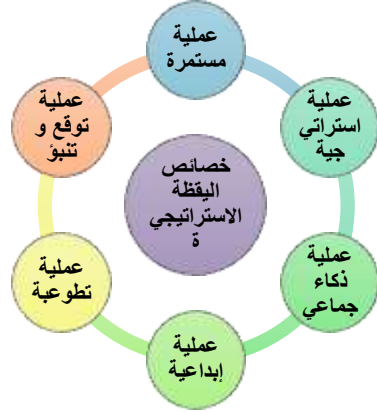 عملية
مستمرة
عملية
استراتي
جية
عملية
ذكاء
جماعي
عملية
إبداعية
عملية
تطوعية
عملية
توقع و
تنبؤ
خصائص
اليقظة
الاستراتيجي
ة